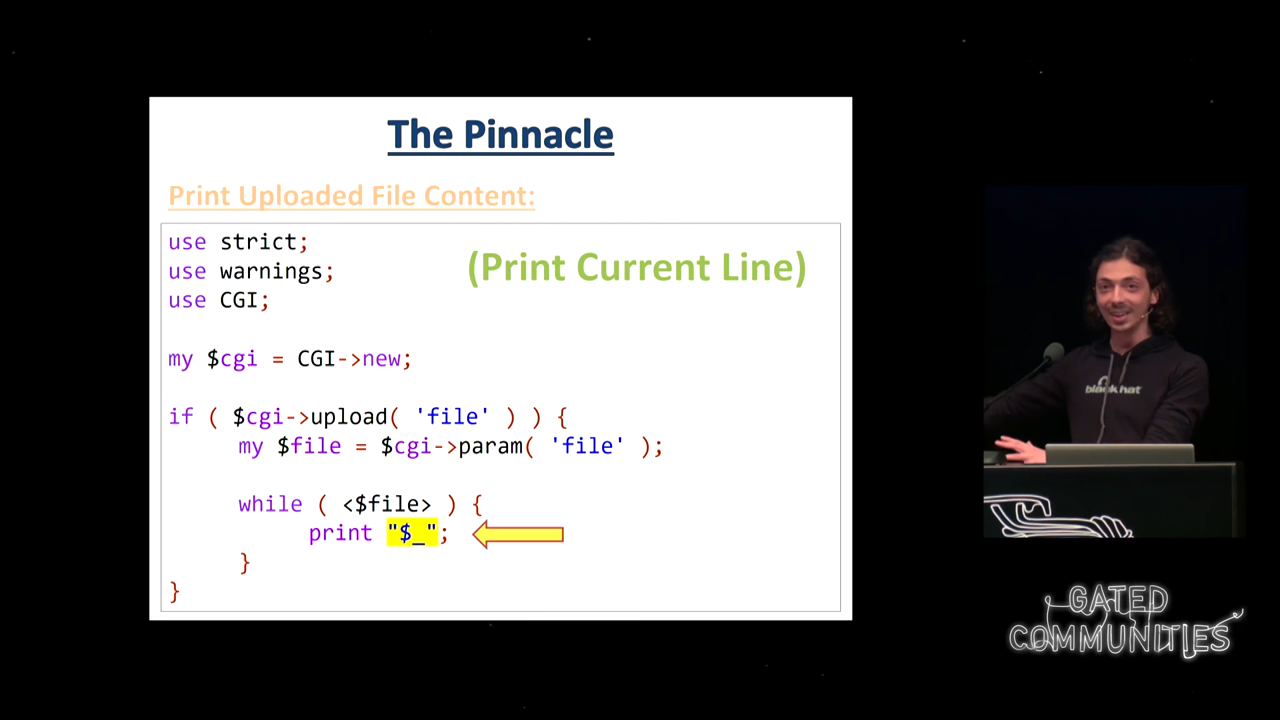 The Pinnacle
Print Uploaded File Content:
(Print Current Line)
use strict;
use warnings;
use CGI;
my $cgi = CGI->new;
if ( $cgi->upload( 'file' ) ) {
my $file = $cgi->param( 'file' );
while ( <$file> ) {
print "$_";
}
}
black hat
GATED
COMMUNITIES